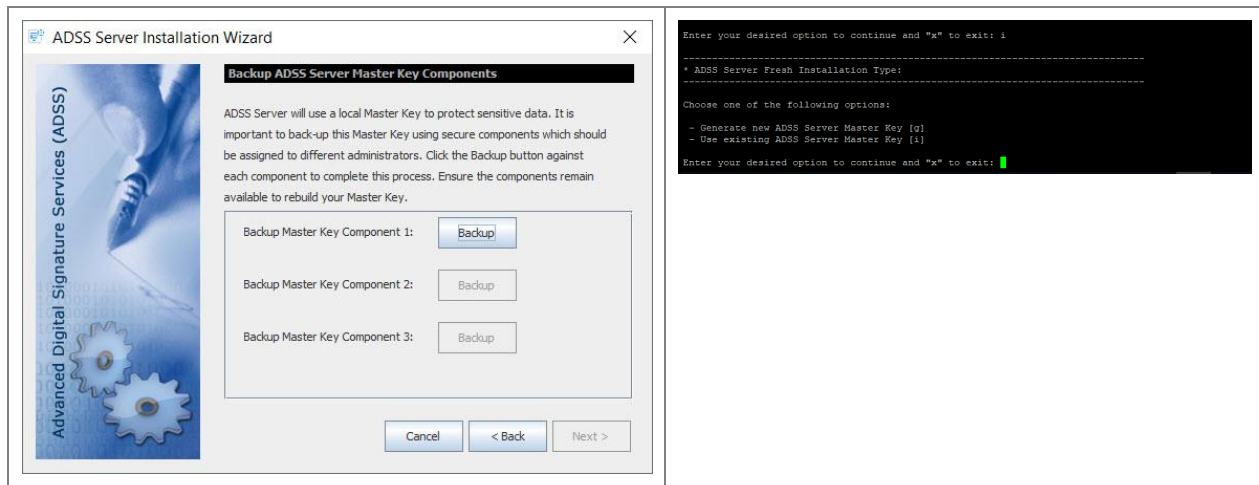 ADSS Server Installation Wizard
Advanced Digital Signature Services (ADSS)
Backup ADSS Server Master Key Components
ADSS Server will use a local Master Key to protect sensitive data. It is
important to back-up this Master Key using secure components which should
be assigned to different administrators. Click the Backup button against
each component to complete this process. Ensure the components remain
available to rebuild your Master Key.
Backup Master Key Component 1: Backup
Backup Master Key Component 2: Backup
Backup Master Key Component 3: Backup
Cancel < Back Next >
Enter your desired option to continue and "x" to exit: i
--------------------------------------------------------------------------------
* ADSS Server Fresh Installation Type:
--------------------------------------------------------------------------------
Choose one of the following options:
- Generate new ADSS Server Master Key [g]
- Use existing ADSS Server Master Key [i]
Enter your desired option to continue and "x" to exit: